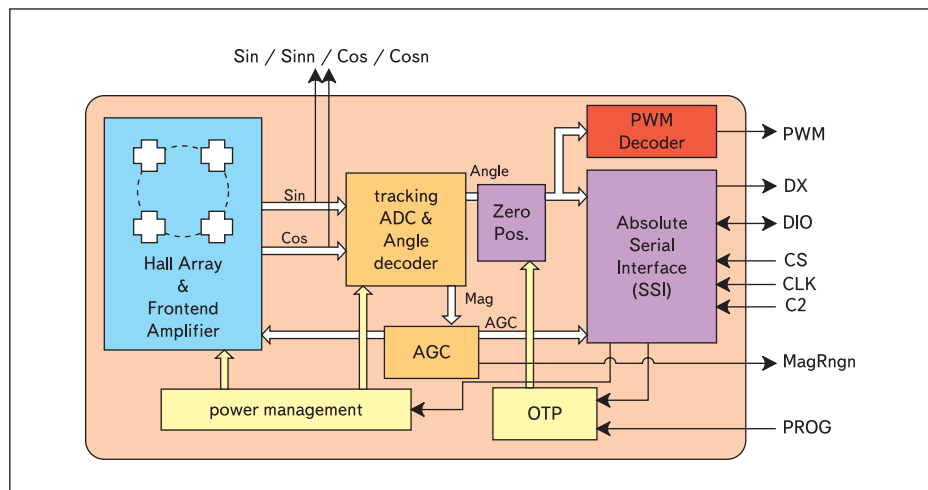 Sin / Sinn / Cos / Cosn
PWM
Decoder
PWM
Hall Array
&
Frontend
Amplifier
Sin
Cos
tracking
ADC &
Angle
decoder
Angle
Zero
Pos.
Absolute
Serial
Interface
(SSI)
DX
DIO
CS
CLK
C2
Mag
AGC
AGC
MagRngn
power management
OTP
PROG